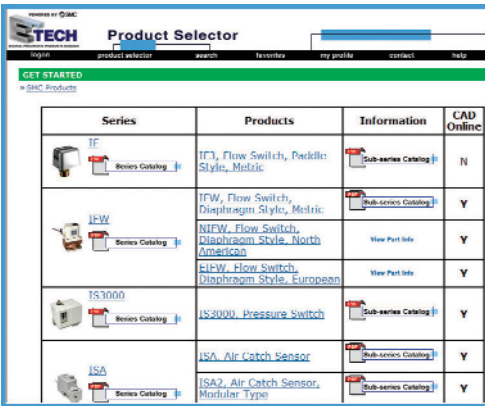 POWERED BY SMC
ETECH
Product Selector
logon product selector search favorites my profile contact help
GET STARTED
» SMC Products
Series Products Information CAD Online
IF
Series Catalog
IF3, Flow Switch, Paddle
Style, Metric
Sub-series Catalog
N
IFW
Series Catalog
IFW, Flow Switch,
Diaphragm Style, Metric
Sub-series Catalog
Y
NIFW, Flow Switch,
Diaphragm Style, North
American
View Part Info
Y
EIFW, Flow Switch,
Diaphragm Style, European
View Part Info
Y
IS3000
Series Catalog
IS3000, Pressure Switch
Sub-series Catalog
Y
ISA
Series Catalog
ISA, Air Catch Sensor
Sub-series Catalog
Y
ISA2, Air Catch Sensor,
Modular Type
Sub-series Catalog
Y